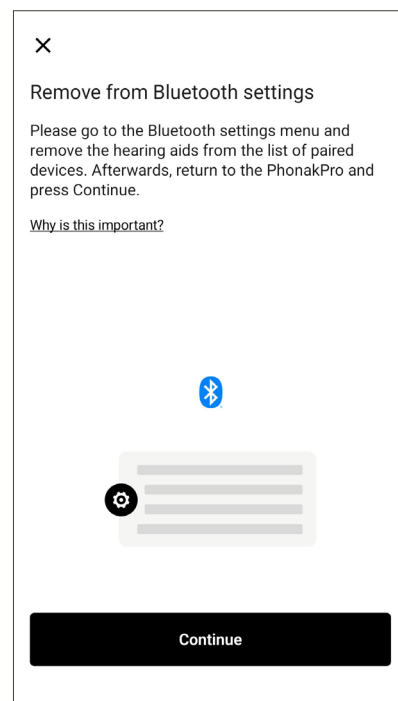 Remove from Bluetooth settings
Please go to the Bluetooth settings menu and
remove the hearing aids from the list of paired
devices. Afterwards, return to the PhonakPro and
press Continue.
Why is this important?
Continue